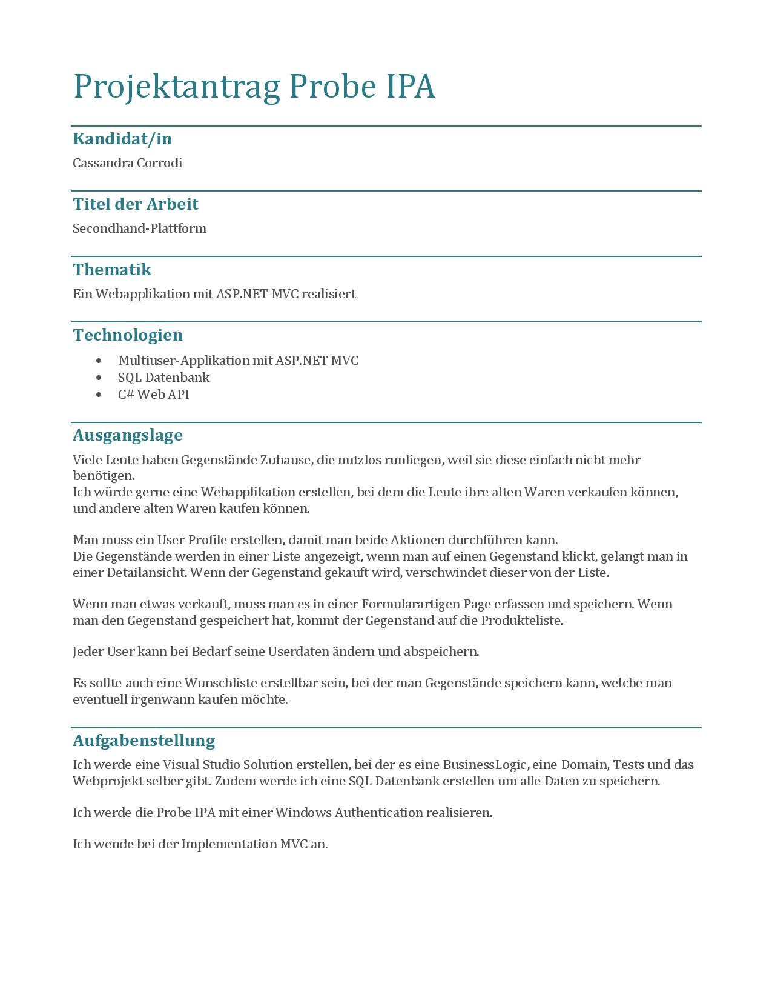 Projektantrag Probe IPA
Kandidat/in
Cassandra Corrodi
Titel der Arbeit
Secondhand-Plattform
Thematik
Ein Webapplikation mit ASP.NET MVC realisiert
Technologien
• Multiuser-Applikation mit ASP.NET MVC
• SQL Datenbank
• C# Web API
Ausgangslage
Viele Leute haben Gegenstände Zuhause, die nutzlos runliegen, weil sie diese einfach nicht mehr
benötigen.
Ich würde gerne eine Webapplikation erstellen, bei dem die Leute ihre alten Waren verkaufen können,
und andere alten Waren kaufen können.
Man muss ein User Profile erstellen, damit man beide Aktionen durchführen kann.
Die Gegenstände werden in einer Liste angezeigt, wenn man auf einen Gegenstand klickt, gelangt man in
einer Detailansicht. Wenn der Gegenstand gekauft wird, verschwindet dieser von der Liste.
Wenn man etwas verkauft, muss man es in einer Formularartigen Page erfassen und speichern. Wenn
man den Gegenstand gespeichert hat, kommt der Gegenstand auf die Produkteliste.
Jeder User kann bei Bedarf seine Userdaten ändern und abspeichern.
Es sollte auch eine Wunschliste erstellbar sein, bei der man Gegenstände speichern kann, welche man
eventuell irgenwann kaufen möchte.
Aufgabenstellung
Ich werde eine Visual Studio Solution erstellen, bei der es eine BusinessLogic, eine Domain, Tests und das
Webprojekt selber gibt. Zudem werde ich eine SQL Datenbank erstellen um alle Daten zu speichern.
Ich werde die Probe IPA mit einer Windows Authentication realisieren.
Ich wende bei der Implementation MVC an.